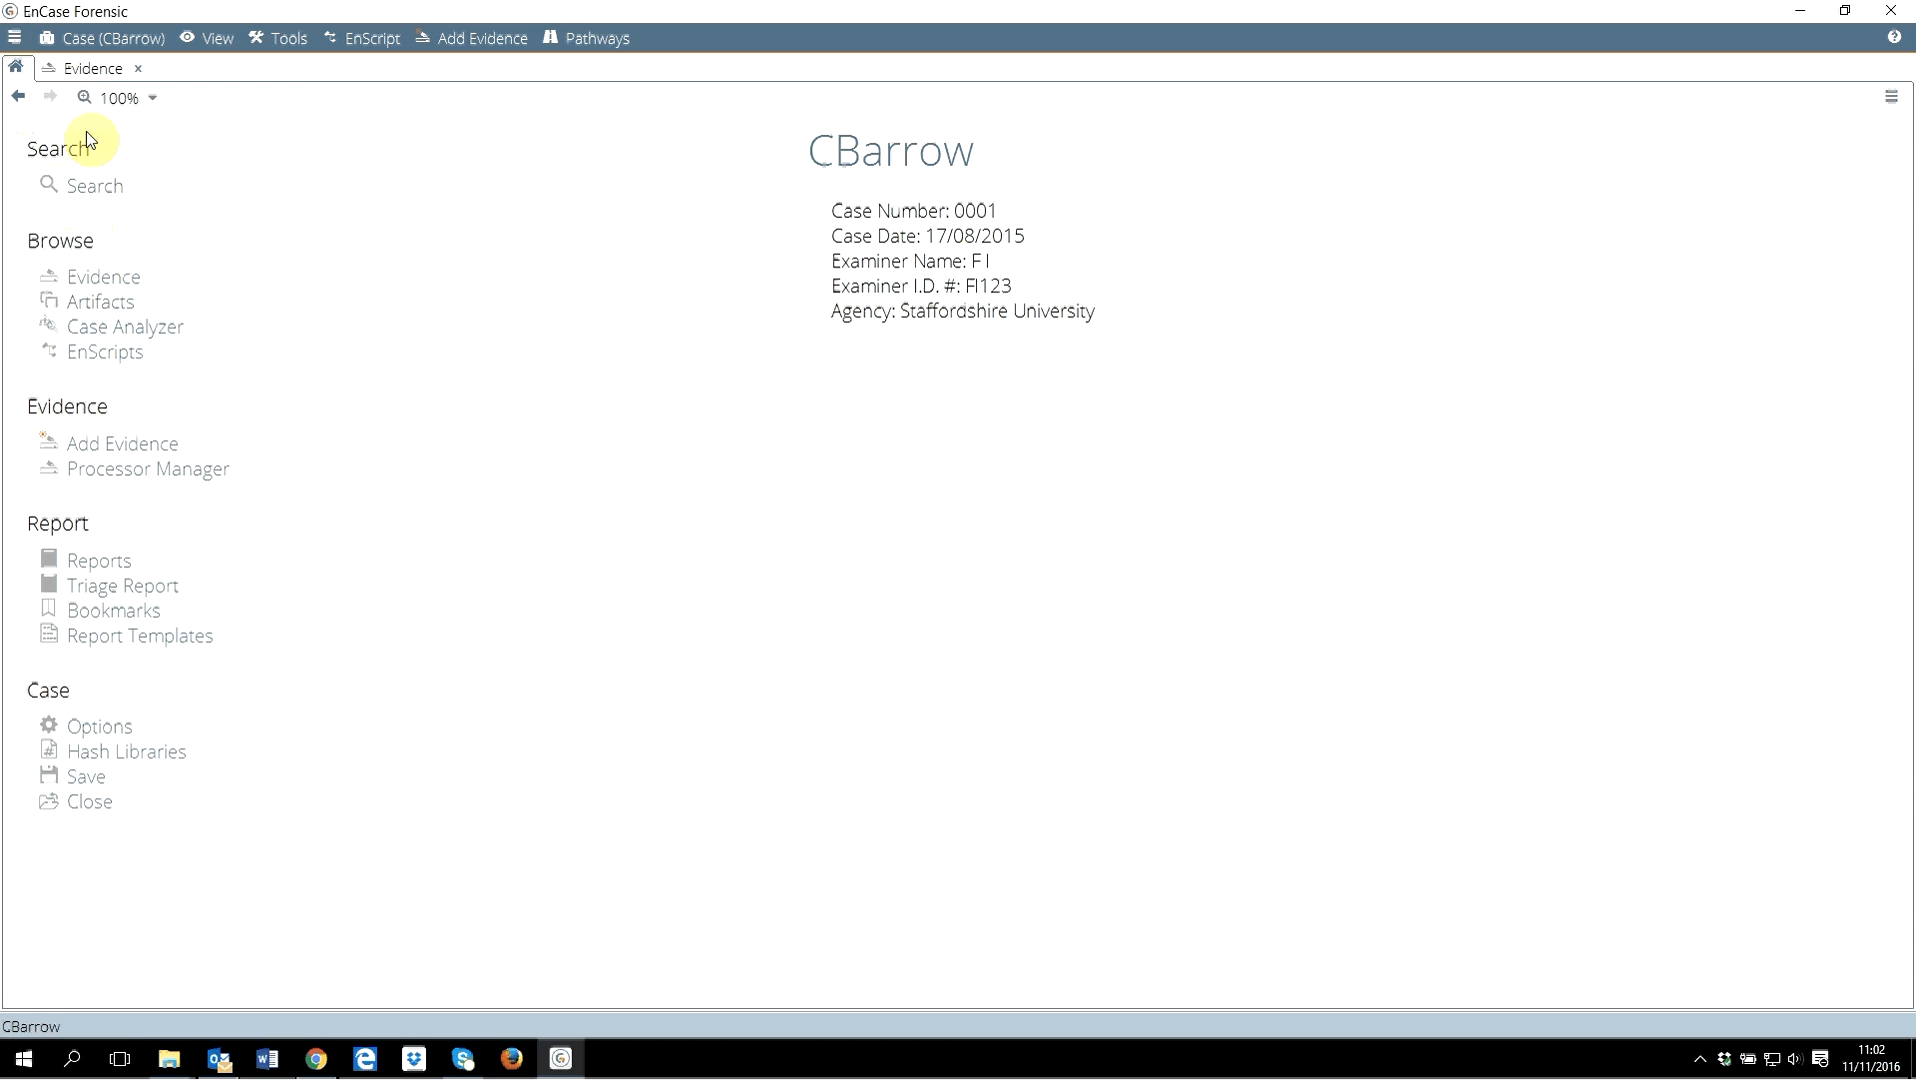 EnCase Forensic
Case (CBarrow) View Tools EnScript Add Evidence Pathways
Evidence
100%
Search
Search
Browse
Evidence
Artifacts
Case Analyzer
EnScripts
Evidence
Add Evidence
Processor Manager
Report
Reports
Triage Report
Bookmarks
Report Templates
Case
Options
Hash Libraries
Save
Close
CBarrow
Case Number: 0001
Case Date: 17/08/2015
Examiner Name: F I
Examiner I.D. #: FI123
Agency: Staffordshire University
CBarrow
11:02
11/11/2016